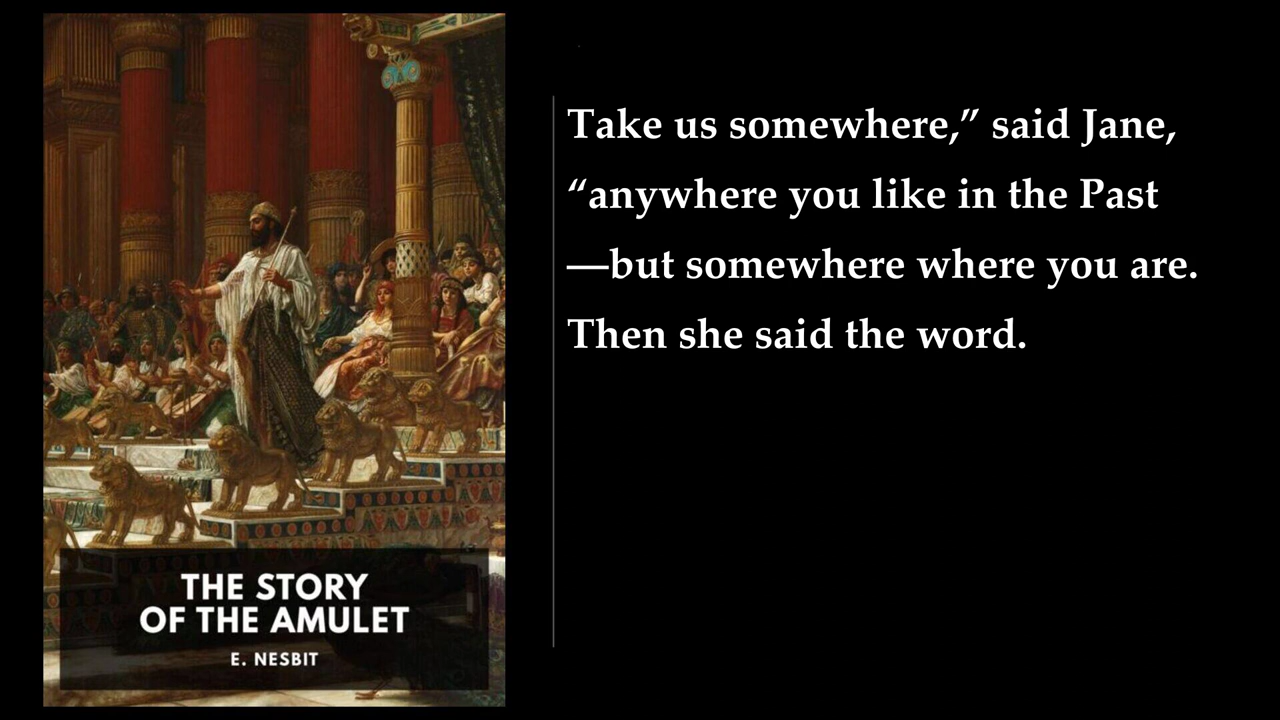 Take us somewhere,” said Jane,
“anywhere you like in the Past
—but somewhere where you are.
Then she said the word.
THE STORY
OF THE AMULET
E. NESBIT